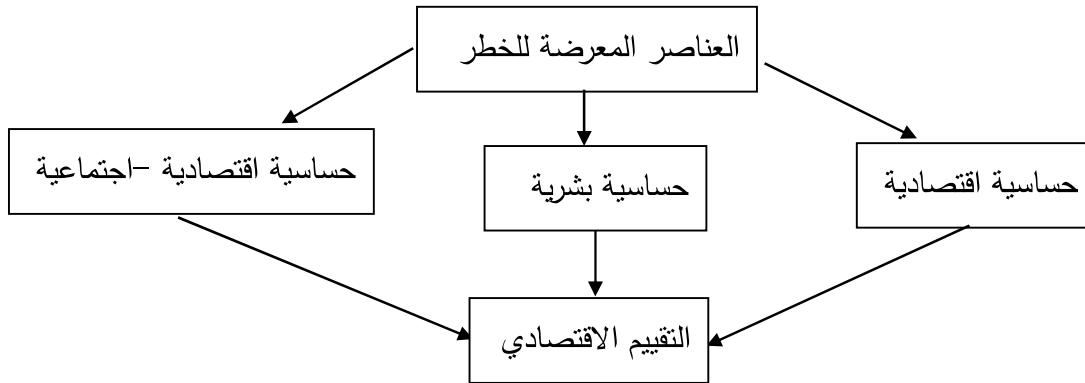 العناصر المعرضة للخطر
حساسية اقتصادية
حساسية بشرية
حساسية اقتصادية –اجتماعية
التقييم الاقتصادي